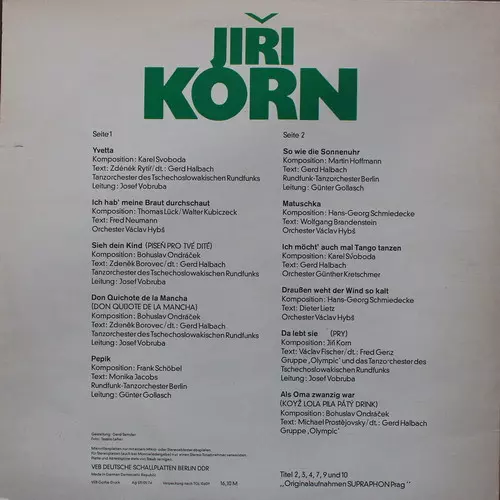 JIŘI
KORN
Seite 1
Yvetta
Komposition: Karel Svoboda
Text: Zdeněk Rytíř/dt.: Gerd Halbach
Tanzorchester des Tschechoslowakischen Rundfunks
Leitung: Josef Vobruba
Ich hab' meine Braut durchschaut
Komposition: Thomas Lück/Walter Kubiczeck
Text: Fred Neumann
Orchester Václav Hybš
Sieh dein Kind (PISEŇ PRO TVÉ DÍTĚ)
Komposition: Bohuslav Ondráček
Text: Zdeněk Borovec/dt.: Gerd Halbach
Tanzorchester des Tschechoslowakischen Rundfunks
Leitung: Josef Vobruba
Don Quichote de la Mancha
(DON QUIJOTE DE LA MANCHA)
Komposition: Bohuslav Ondráček
Text: Zdeněk Borovec/dt.: Gerd Halbach
Tanzorchester des Tschechoslowakischen Rundfunks
Leitung: Josef Vobruba
Pepik
Komposition: Frank Schöbel
Text: Monika Jacobs
Rundfunk-Tanzorchester Berlin
Leitung: Günter Gollasch
Seite 2
So wie die Sonnenuhr
Komposition: Martin Hoffmann
Text: Gerd Halbach
Rundfunk-Tanzorchester Berlin
Leitung: Günter Gollasch
Matuschka
Komposition: Hans-Georg Schmiedecke
Text: Wolfgang Brandenstein
Orchester Václav Hybš
Ich möcht' auch mal Tango tanzen
Komposition: Karel Svoboda
Text: Gerd Halbach
Orchester Günther Kretschmer
Draußen weht der Wind so kalt
Komposition: Hans-Georg Schmiedecke
Text: Dieter Lietz
Orchester Václav Hybš
Da lebt sie (PRY)
Komposition: Jiří Korn
Text: Václav Fischer/dt.: Fred Genz
Gruppe „Olympic" und das Tanzorchester des
Tschechoslowakischen Rundfunks
Leitung: Josef Vobruba
Als Oma zwanzig war
(KDYŽ LOLA PILA PÁTÝ DRINK)
Komposition: Bohuslav Ondráček
Text: Michael Prostějovský/dt.: Gerd Halbach
Gruppe „Olympic"
VEB DEUTSCHE SCHALLPLATTEN BERLIN DDR
Made in German Democratic Republic
16,10 M
Titel 2, 3, 4, 7, 9 und 10
"Originalaufnahmen SUPRAPHON Prag"